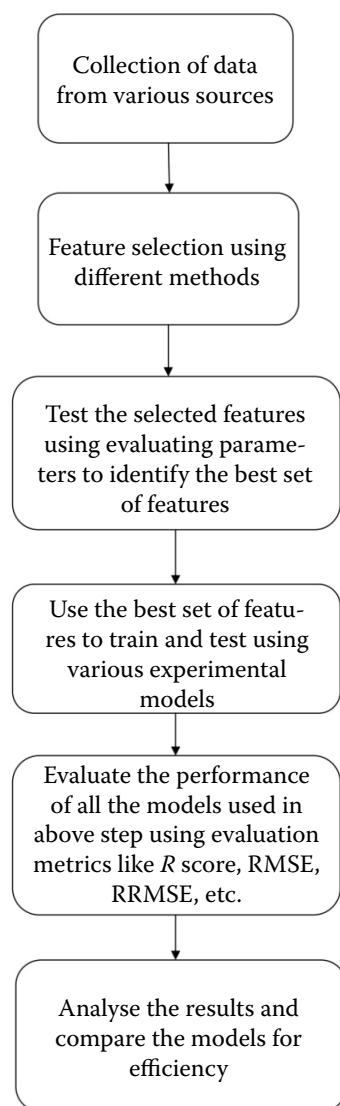 Collection of data
from various sources
Feature selection using
different methods
Test the selected features
using evaluating parame-
ters to identify the best set
of features
Use the best set of featu-
res to train and test using
various experimental
models
Evaluate the performance
of all the models used in
above step using evaluation
metrics like R score, RMSE,
RRMSE, etc.
Analyse the results and
compare the models for
efficiency